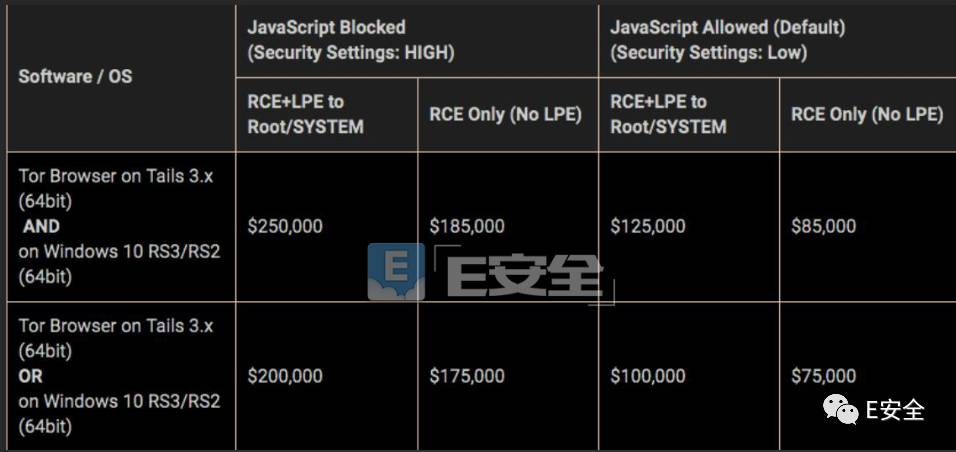 Software / OS
JavaScript Blocked
(Security Settings: HIGH)
JavaScript Allowed (Default)
(Security Settings: Low)
RCE+LPE to
Root/SYSTEM
RCE Only (No LPE)
RCE+LPE to
Root/SYSTEM
RCE Only (No LPE)
Tor Browser on Tails 3.x
(64bit)
AND
on Windows 10 RS3/RS2
(64bit)
$250,000
$185,000
$125,000
$85,000
Tor Browser on Tails 3.x
(64bit)
OR
on Windows 10 RS3/RS2
(64bit)
$200,000
$175,000
$100,000
$75,000
E
E安全
E安全